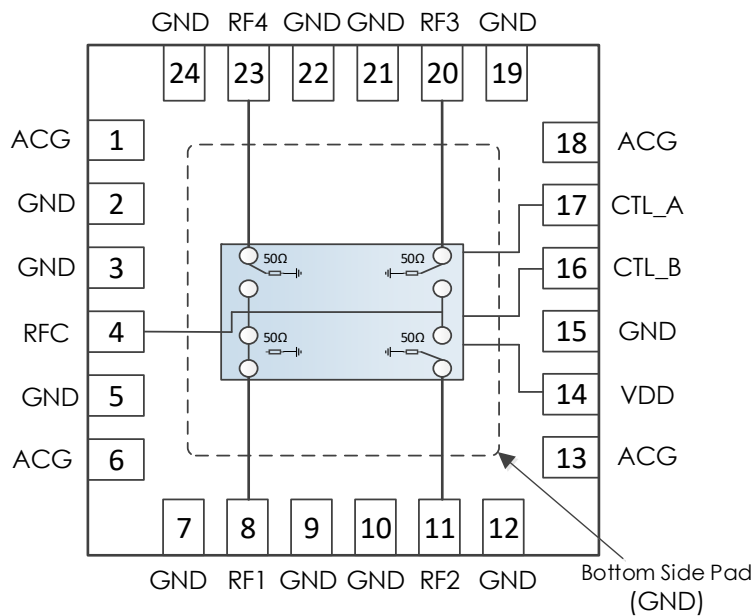 GND RF4 GND GND RF3 GND
24 23 22 21 20 19
ACG 1
18 ACG
GND 2
17 CTL_A
GND 3
50Ω 50Ω
16 CTL_B
RFC 4
15 GND
50Ω 50Ω
GND 5
14 VDD
ACG 6
13 ACG
7 8 9 10 11 12
GND RF1 GND GND RF2 GND
Bottom Side Pad
(GND)